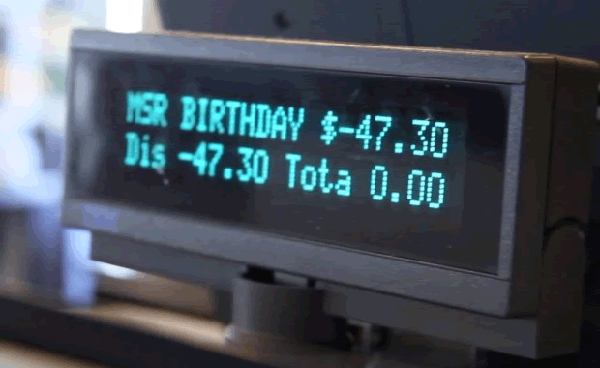 MSR BIRTHDAY $-47.30
Dis -47.30 Tota 0.00